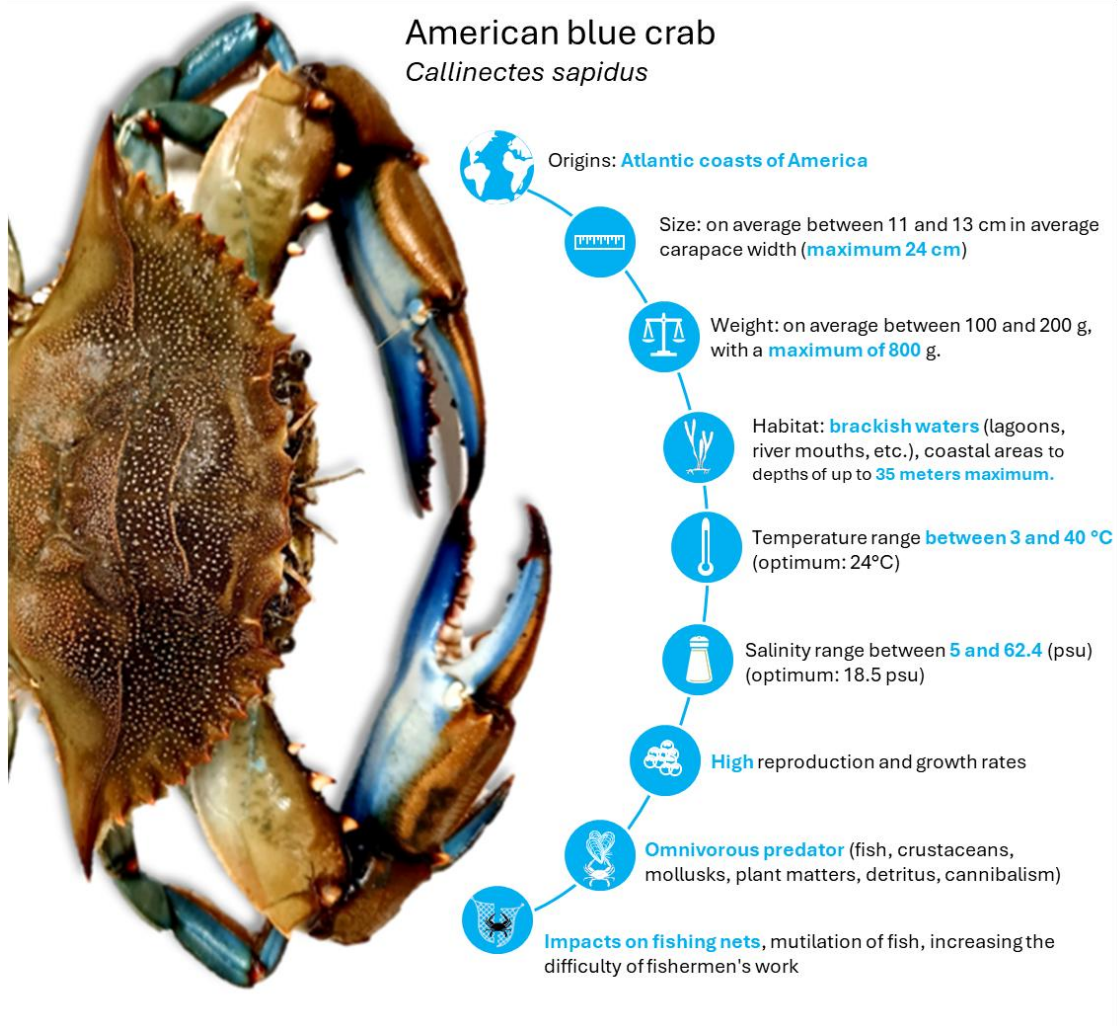 American blue crab
Callinectes sapidus
Origins: Atlantic coasts of America
Size: on average between 11 and 13 cm in average
carapace width (maximum 24 cm)
Weight: on average between 100 and 200 g,
with a maximum of 800 g.
Habitat: brackish waters (lagoons,
river mouths, etc.), coastal areas to
depths of up to 35 meters maximum.
Temperature range between 3 and 40 °C
(optimum: 24°C)
Salinity range between 5 and 62.4 (psu)
(optimum: 18.5 psu)
High reproduction and growth rates
Omnivorous predator (fish, crustaceans,
mollusks, plant matters, detritus, cannibalism)
Impacts on fishing nets, mutilation of fish, increasing the
difficulty of fishermen's work